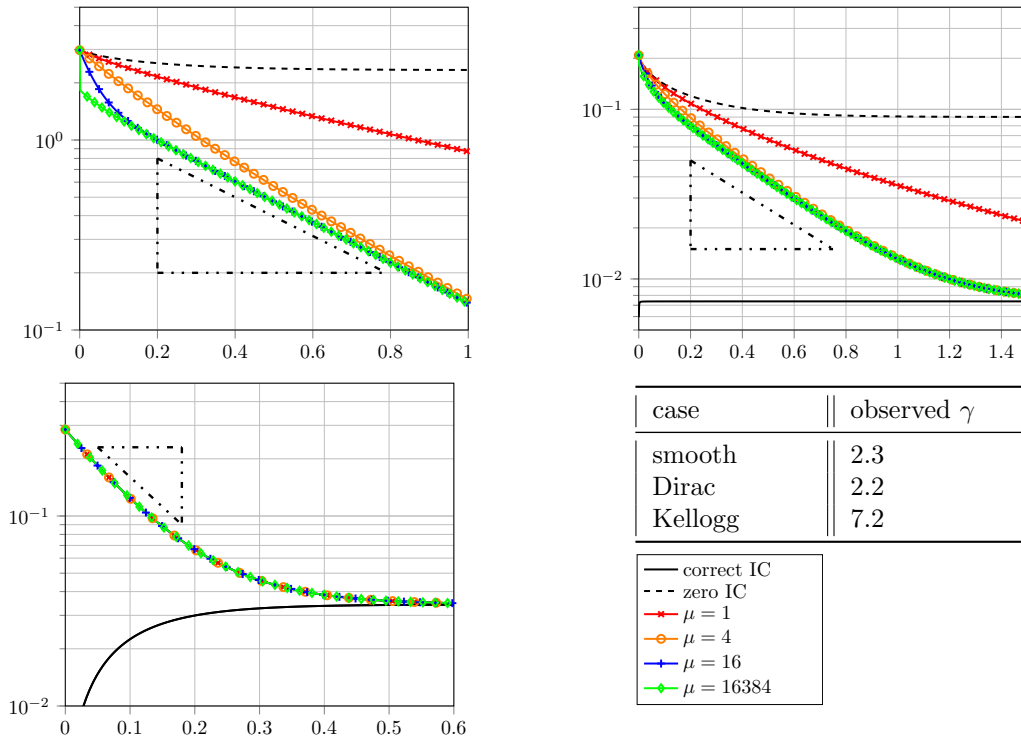 10^0
10^{-1}
0
0.2
0.4
0.6
0.8
1
10^{-1}
10^{-2}
0
0.2
0.4
0.6
0.8
1
1.2
1.4
10^{-1}
10^{-2}
0
0.1
0.2
0.3
0.4
0.5
0.6
case observed γ
smooth 2.3
Dirac 2.2
Kellogg 7.2
correct IC
zero IC
μ = 1
μ = 4
μ = 16
μ = 16384